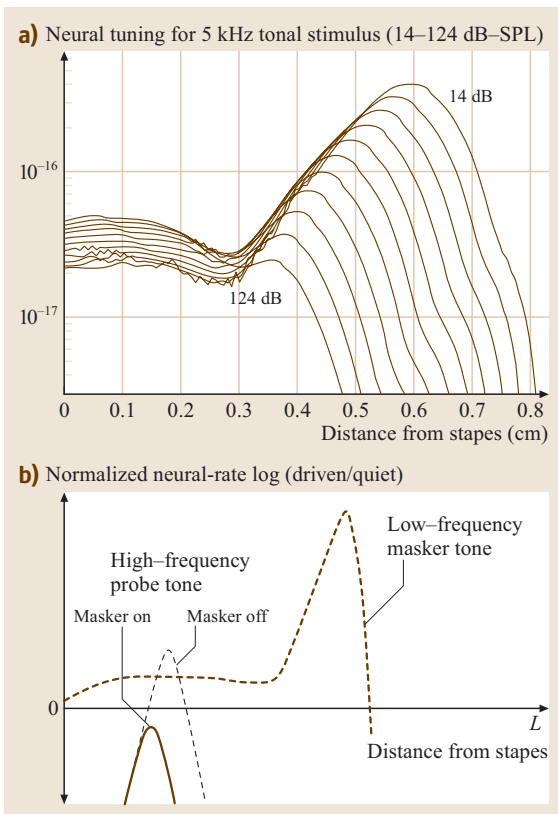 a) Neural tuning for 5 kHz tonal stimulus (14–124 dB–SPL)
14 dB
10⁻¹⁶
124 dB
10⁻¹⁷
0 0.1 0.2 0.3 0.4 0.5 0.6 0.7 0.8
Distance from stapes (cm)
b) Normalized neural-rate log (driven/quiet)
Low–frequency
masker tone
High–frequency
probe tone
Masker on
Masker off
0
L
Distance from stapes